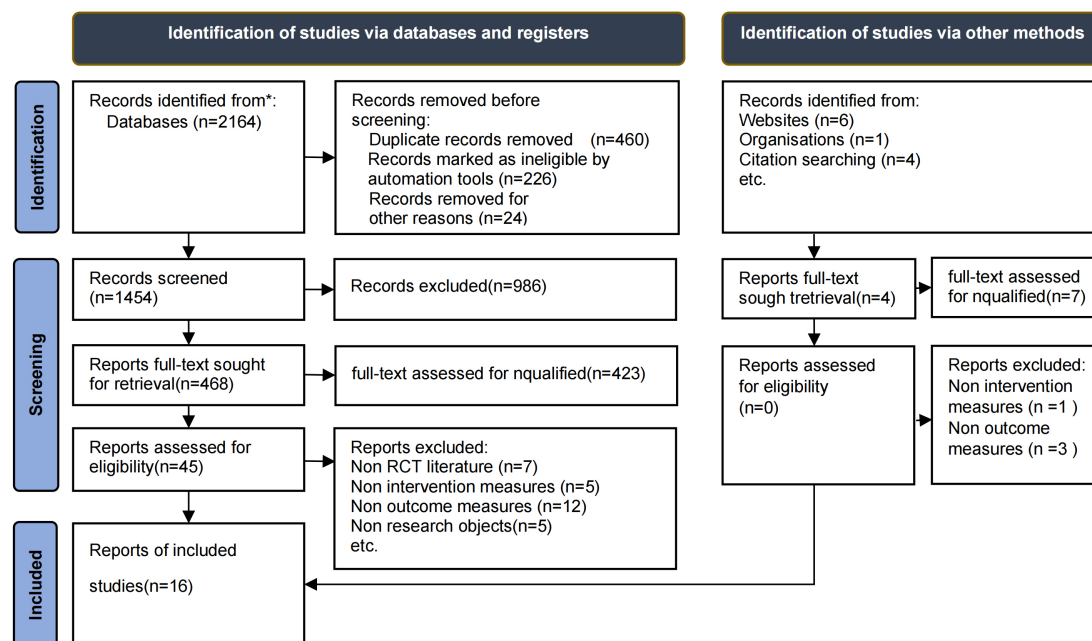 Identification of studies via databases and registers
Identification of studies via other methods
Identification
Records identified from*:
Databases (n=2164)
Records removed before
screening:
Duplicate records removed (n=460)
Records marked as ineligible by
automation tools (n=226)
Records removed for
other reasons (n=24)
Records identified from:
Websites (n=6)
Organisations (n=1)
Citation searching (n=4)
etc.
Screening
Records screened
(n=1454)
Records excluded(n=986)
Reports full-text
sough tretrieval(n=4)
full-text assessed
for nqualified(n=7)
Reports full-text sought
for retrieval(n=468)
full-text assessed for nqualified(n=423)
Reports assessed
for eligibility
(n=0)
Reports excluded:
Non intervention
measures (n =1 )
Non outcome
measures (n =3 )
Reports assessed for
eligibility(n=45)
Reports excluded:
Non RCT literature (n=7)
Non intervention measures (n=5)
Non outcome measures (n=12)
Non research objects(n=5)
etc.
Included
Reports of included
studies(n=16)